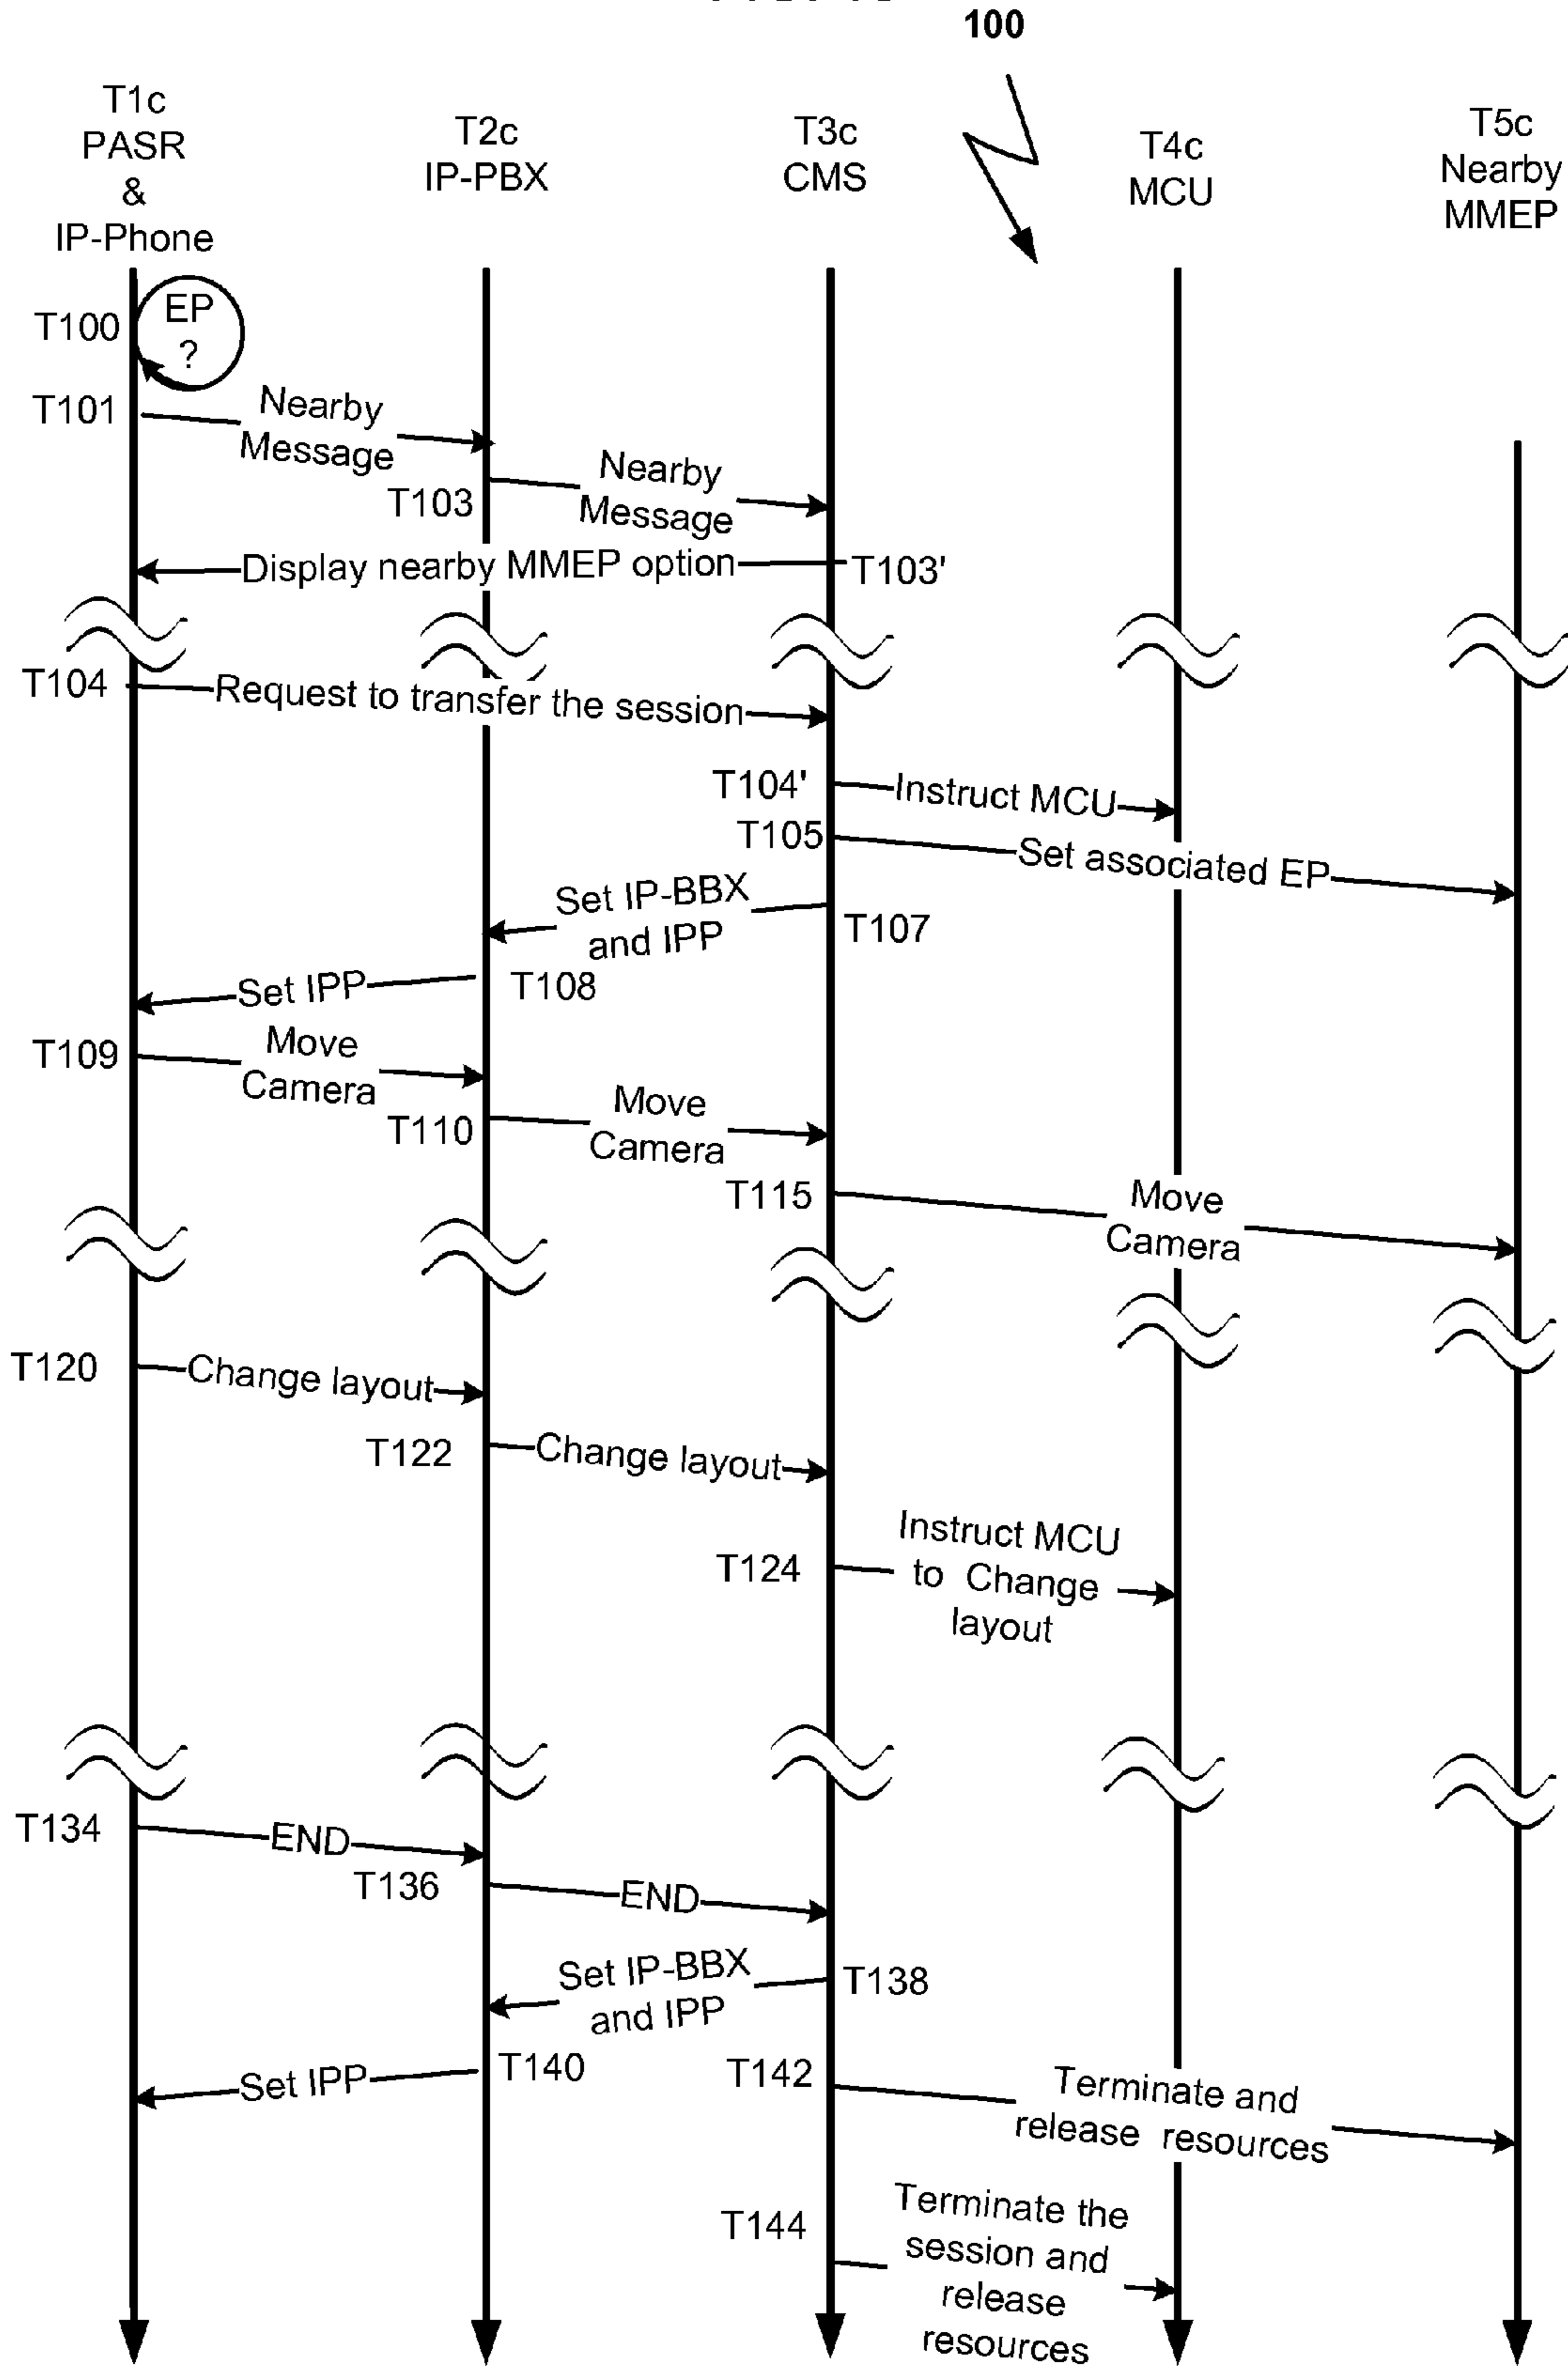 100
T1c
PASR
&
IP-Phone
T2c
IP-PBX
T3c
CMS
T4c
MCU
T5c
Nearby
MMEP
T100
EP
?
T101
Nearby
Message
T103
Nearby
Message
Display nearby MMEP option
T103'
T104
Request to transfer the session
T104'
Instruct MCU
T105
Set associated EP
Set IP-BBX
and IPP
T107
Set IPP
T108
T109
Move
Camera
T110
Move
Camera
T115
Move
Camera
T120
Change layout
T122
Change layout
T124
Instruct MCU
to Change
layout
T134
END
T136
END
Set IP-BBX
and IPP
T138
Set IPP
T140
T142
Terminate and
release resources
T144
Terminate the
session and
release
resources